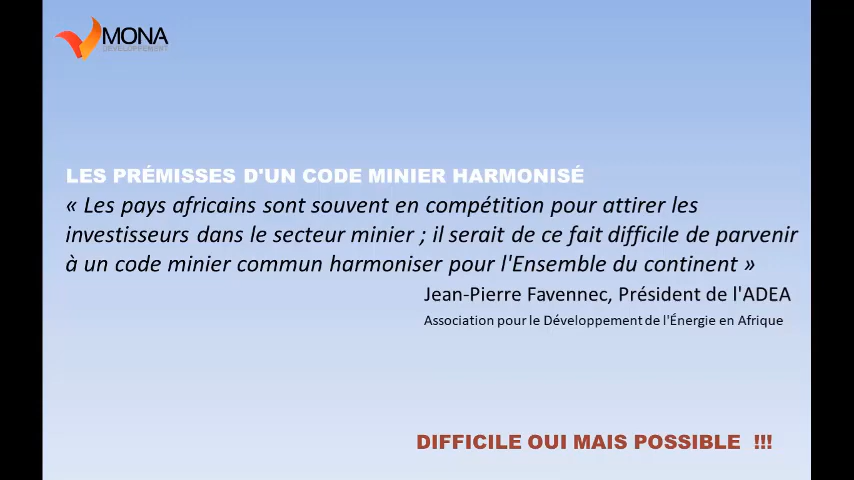 MONA
DÉVELOPPEMENT
LES PRÉMISSES D'UN CODE MINIER HARMONISÉ
« Les pays africains sont souvent en compétition pour attirer les
investisseurs dans le secteur minier ; il serait de ce fait difficile de parvenir
à un code minier commun harmoniser pour l'Ensemble du continent »
Jean-Pierre Favennec, Président de l'ADEA
Association pour le Développement de l'Énergie en Afrique
DIFFICILE OUI MAIS POSSIBLE !!!